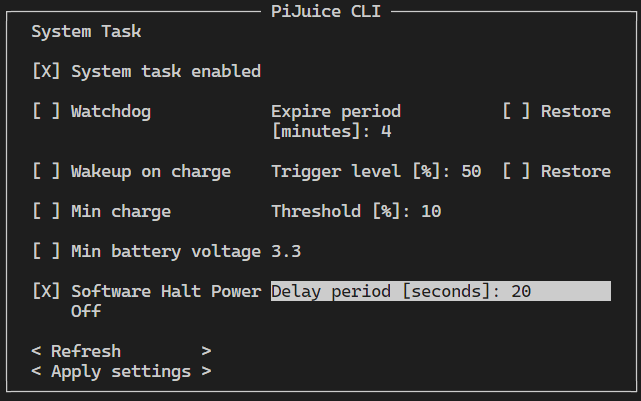 PiJuice CLI
System Task
[X] System task enabled
[ ] Watchdog Expire period [ ] Restore
[minutes]: 4
[ ] Wakeup on charge Trigger level [%]: 50 [ ] Restore
[ ] Min charge Threshold [%]: 10
[ ] Min battery voltage 3.3
[X] Software Halt Power Delay period [seconds]: 20
Off
< Refresh >
< Apply settings >